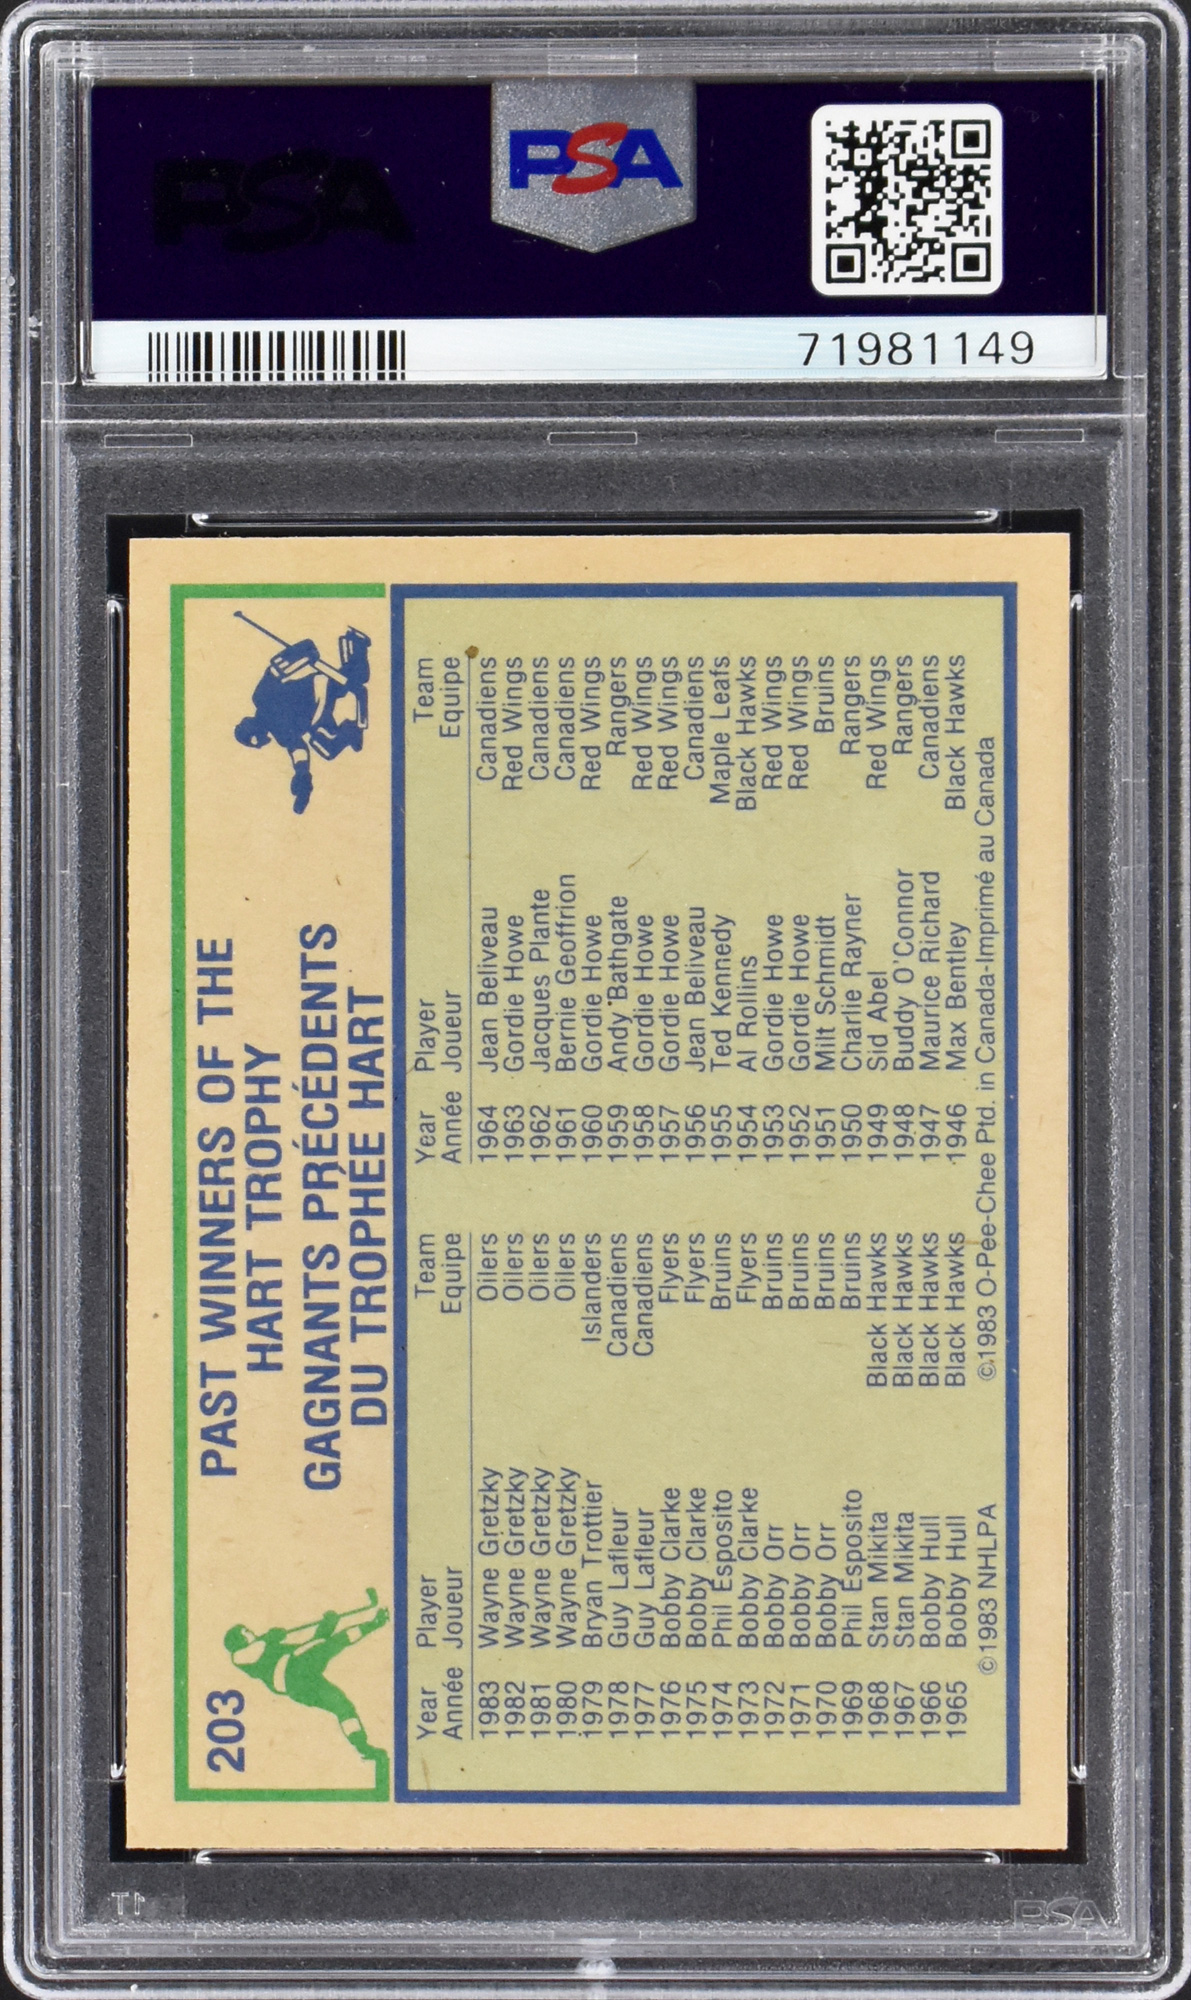 PSA
PSA
71981149
203
PAST WINNERS OF THE
HART TROPHY
GAGNANTS PRÉCÉDENTS
DU TROPHÉE HART
Year Player Team
Année Joueur Equipe
1983 Wayne Gretzky Oilers
1982 Wayne Gretzky Oilers
1981 Wayne Gretzky Oilers
1980 Wayne Gretzky Oilers
1979 Bryan Trottier Islanders
1978 Guy Lafleur Canadiens
1977 Guy Lafleur Canadiens
1976 Bobby Clarke Flyers
1975 Bobby Clarke Flyers
1974 Phil Esposito Bruins
1973 Bobby Clarke Flyers
1972 Bobby Orr Bruins
1971 Bobby Orr Bruins
1970 Bobby Orr Bruins
1969 Phil Esposito Bruins
1968 Stan Mikita Black Hawks
1967 Stan Mikita Black Hawks
1966 Bobby Hull Black Hawks
1965 Bobby Hull Black Hawks
Year Player Team
Année Joueur Equipe
1964 Jean Beliveau Canadiens
1963 Gordie Howe Red Wings
1962 Jacques Plante Canadiens
1961 Bernie Geoffrion Canadiens
1960 Gordie Howe Red Wings
1959 Andy Bathgate Rangers
1958 Gordie Howe Red Wings
1957 Gordie Howe Red Wings
1956 Jean Beliveau Canadiens
1955 Ted Kennedy Maple Leafs
1954 Al Rollins Black Hawks
1953 Gordie Howe Red Wings
1952 Gordie Howe Red Wings
1951 Milt Schmidt Bruins
1950 Charlie Rayner Rangers
1949 Sid Abel Red Wings
1948 Buddy O'Connor Rangers
1947 Maurice Richard Canadiens
1946 Max Bentley Black Hawks
©1983 NHLPA ©1983 O-Pee-Chee Ptd. in Canada-Imprimé au Canada
PSA